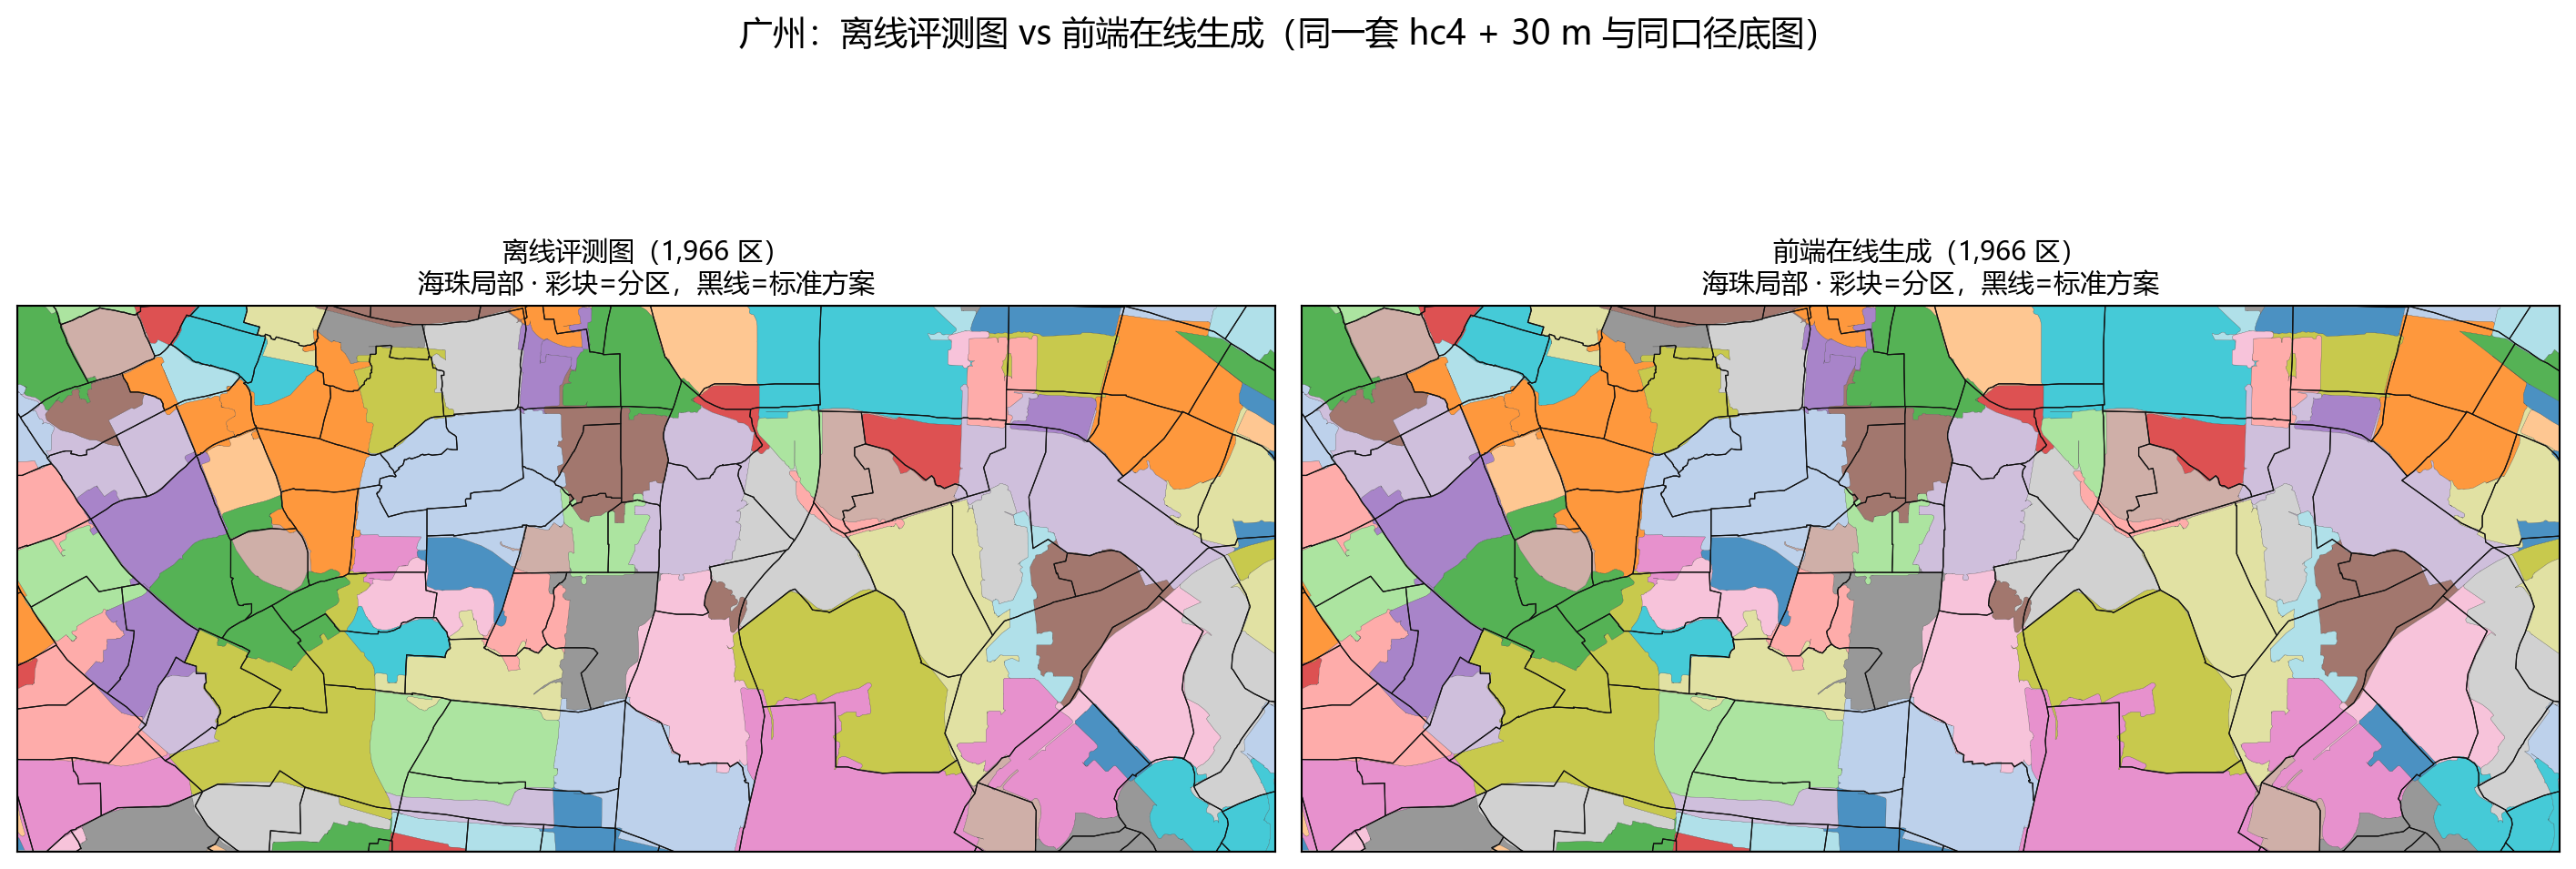 广州：离线评测图 vs 前端在线生成（同一套 hc4 + 30 m 与同口径底图）
离线评测图（1,966 区）
海珠局部 · 彩块=分区，黑线=标准方案
前端在线生成（1,966 区）
海珠局部 · 彩块=分区，黑线=标准方案